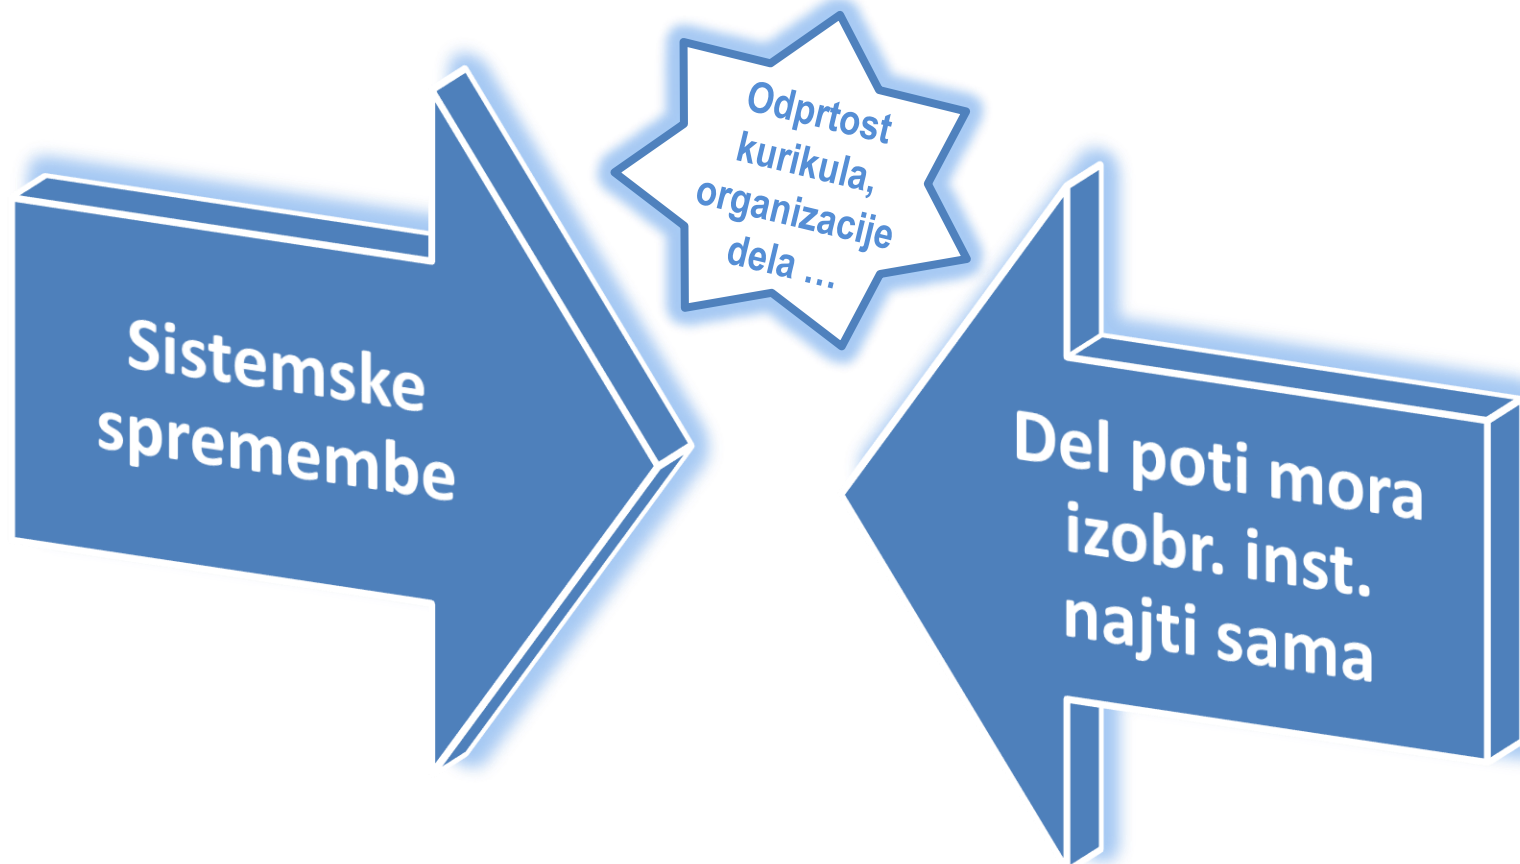 Odprtost
kurikula,
organizacije
dela ...
Sistemske
spremembe
Del poti mora
izobr. inst.
najti sama